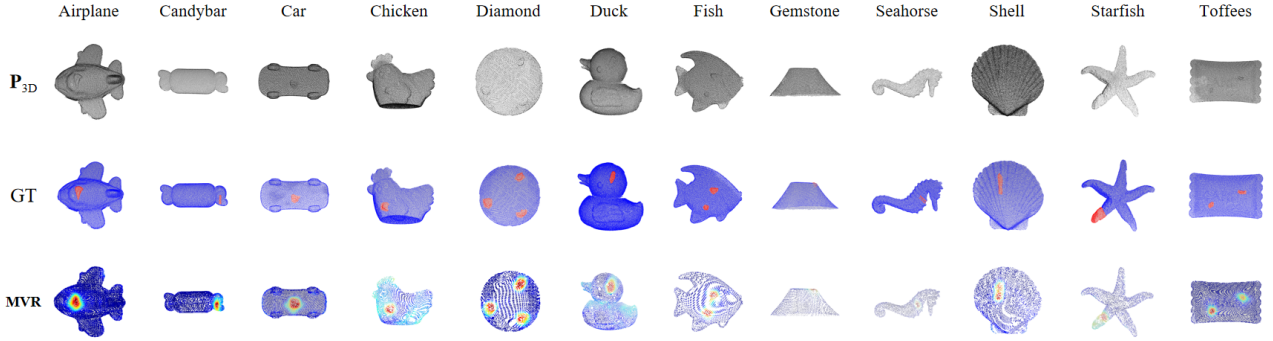 Airplane Candybar Car Chicken Diamond Duck Fish Gemstone Seahorse Shell Starfish Toffees
P3D
GT
MVR